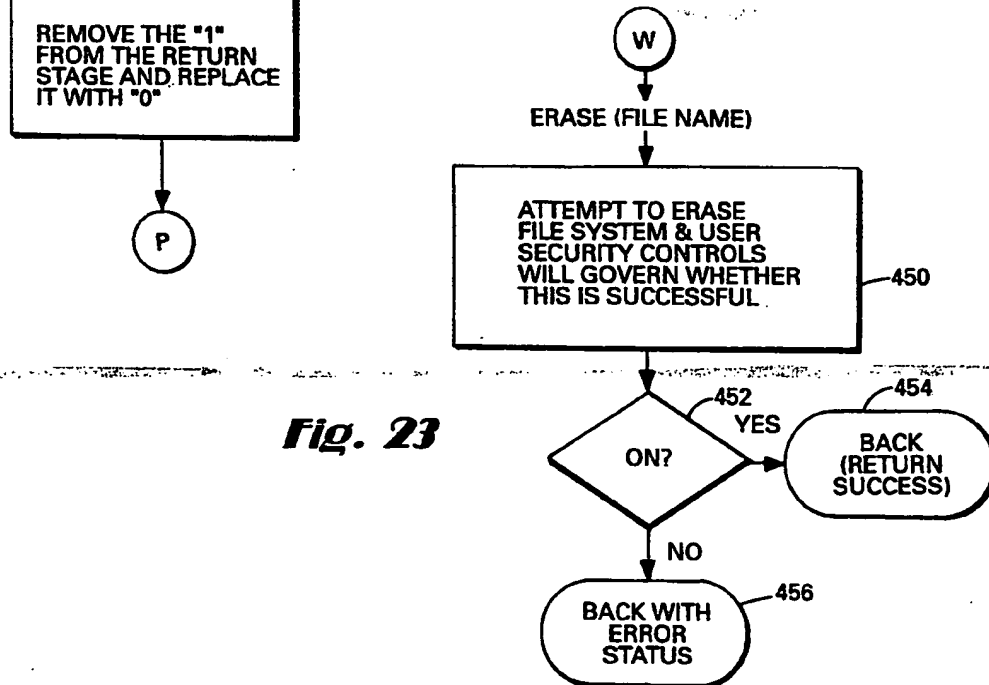 REMOVE THE "1"
FROM THE RETURN
STAGE AND REPLACE
IT WITH "0"
P
W
ERASE (FILE NAME)
ATTEMPT TO ERASE
FILE SYSTEM & USER
SECURITY CONTROLS
WILL GOVERN WHETHER
THIS IS SUCCESSFUL
450
Fig. 23
452
ON?
YES
454
BACK
(RETURN
SUCCESS)
NO
456
BACK WITH
ERROR
STATUS